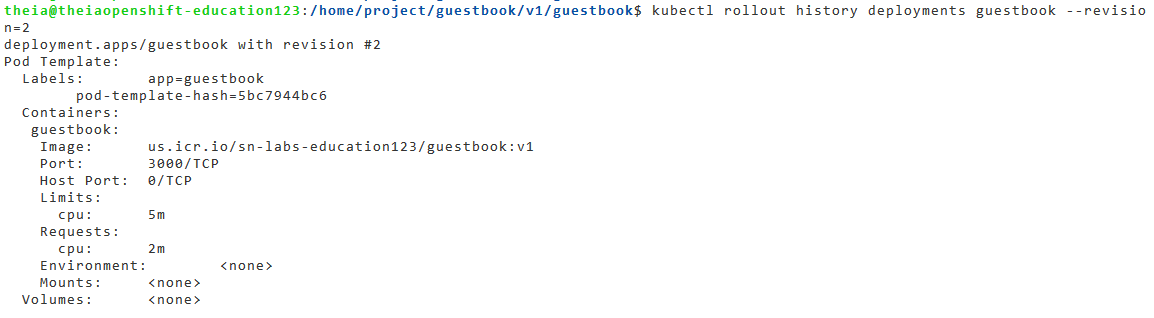 theia@theiaopenshift-education123:/home/project/guestbook/v1/guestbook$ kubectl rollout history deployments guestbook --revisio
n=2
deployment.apps/guestbook with revision #2
Pod Template:
  Labels:       app=guestbook
        pod-template-hash=5bc7944bc6
  Containers:
   guestbook:
    Image:      us.icr.io/sn-labs-education123/guestbook:v1
    Port:       3000/TCP
    Host Port:  0/TCP
    Limits:
      cpu:      5m
    Requests:
      cpu:      2m
    Environment:        <none>
    Mounts:     <none>
  Volumes:      <none>